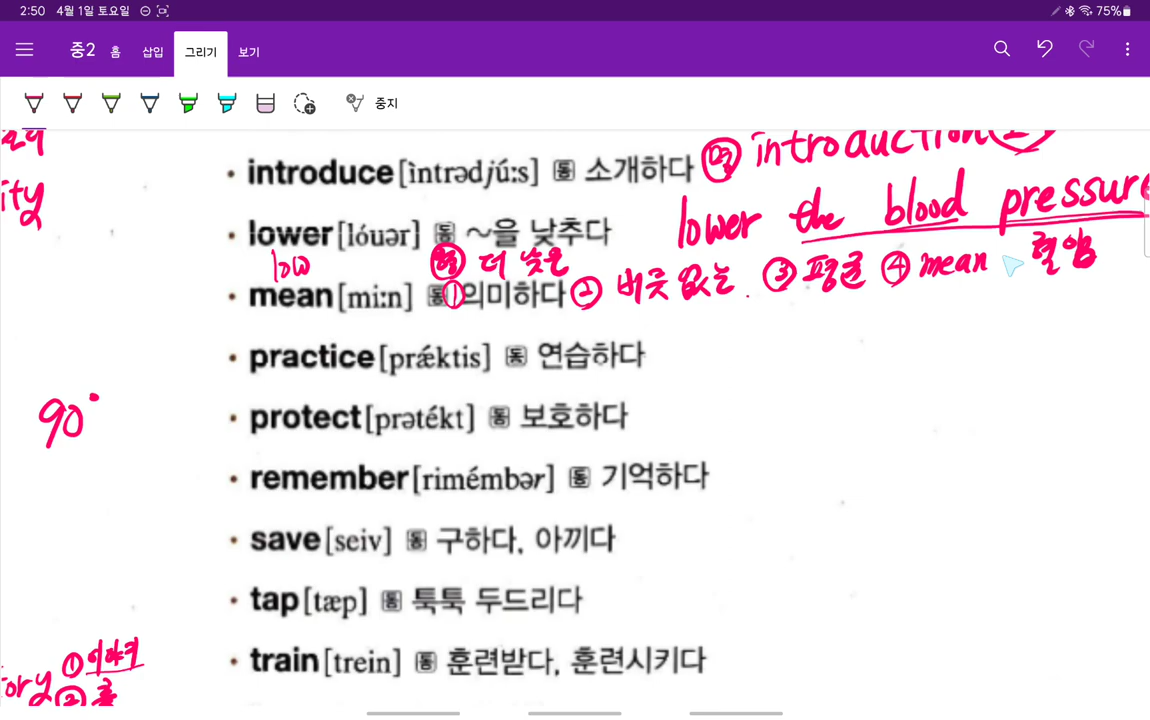 2:50 4월 1일 토요일 75%
중2 홈 삽입 그리기 보기
중지
introduce [ìntrədjúːs] 동 소개하다 명 introduction
ity
lower the blood pressure
lower [lóuər] 동 ～을 낮추다
low 형 더 낮은 혈압
mean [miːn] 동 ① 의미하다 ② 버릇 없는. ③ 평균 ④ mean
practice [prǽktis] 동 연습하다
90°
protect [prətékt] 동 보호하다
remember [rimémbər] 동 기억하다
save [seiv] 동 구하다, 아끼다
tap [tæp] 동 툭툭 두드리다
① 이야기
train [trein] 동 훈련받다, 훈련시키다
ory ② 층